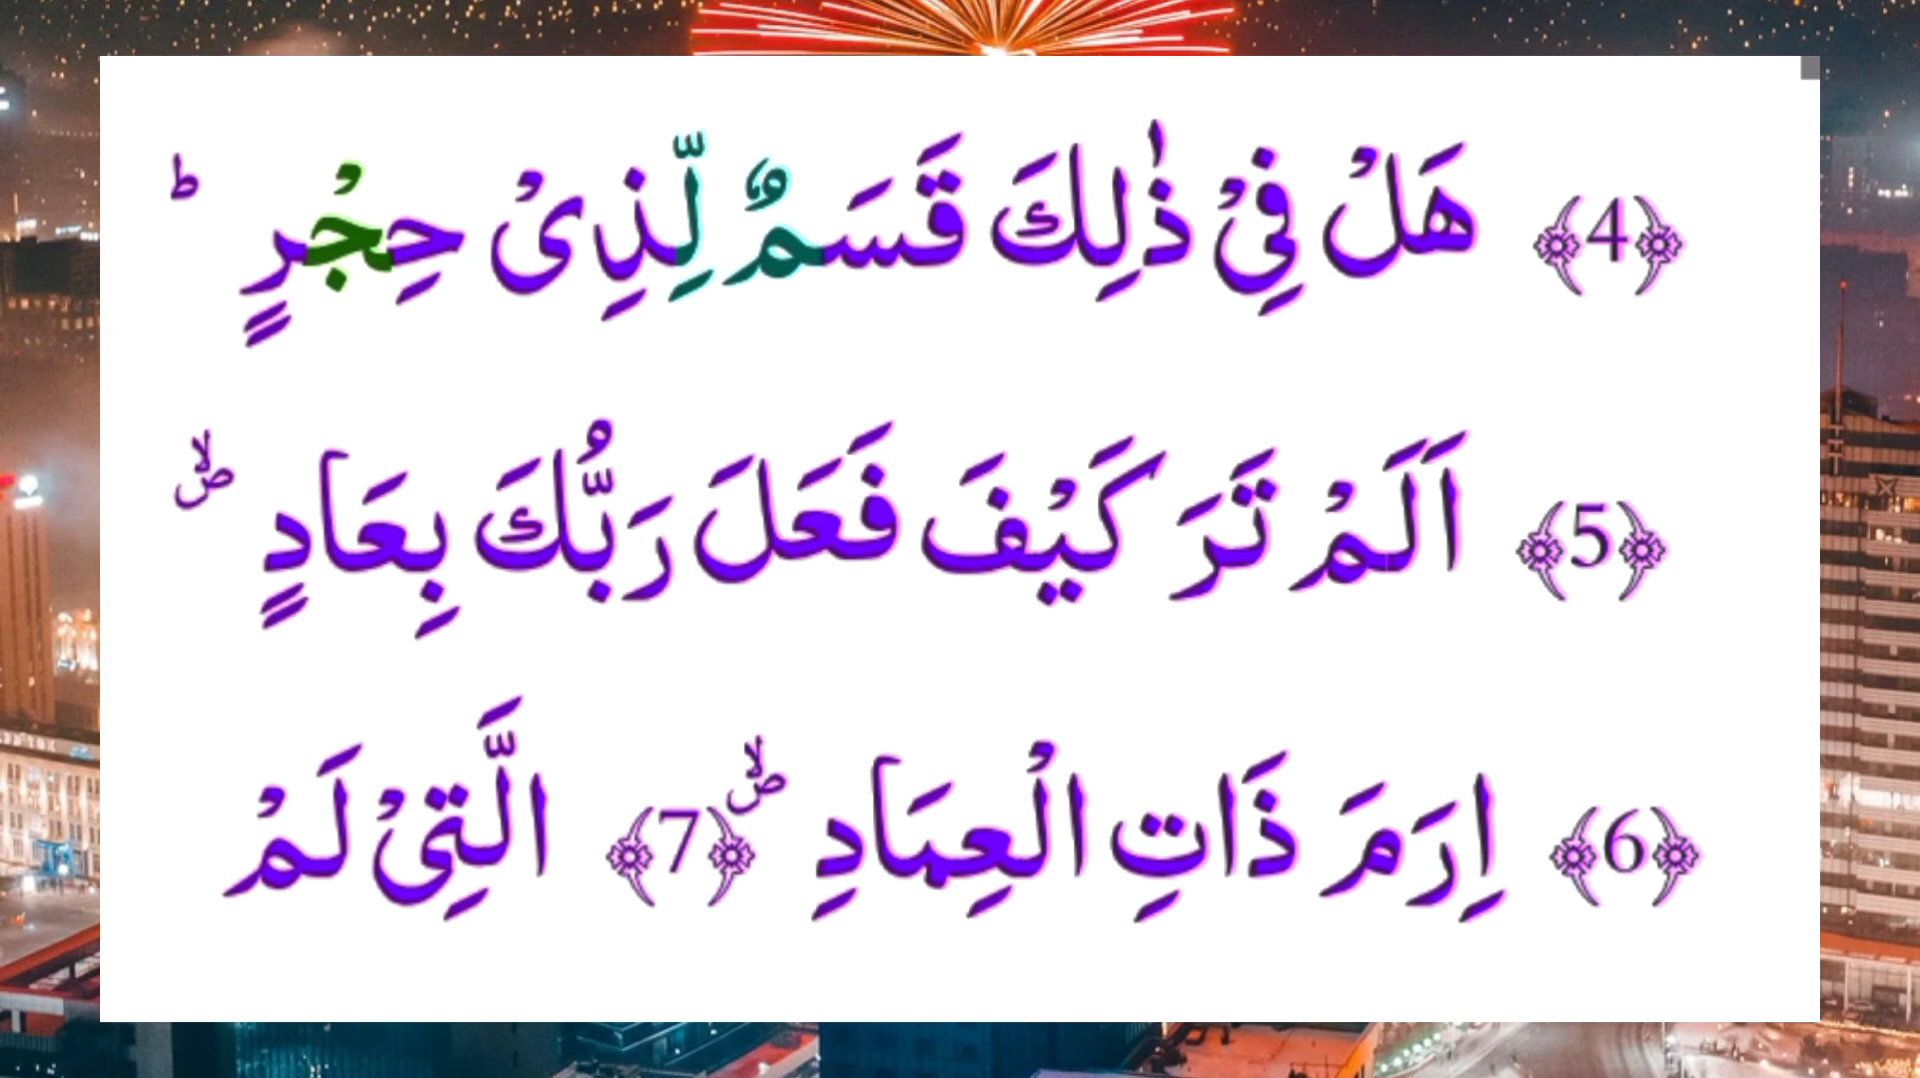 ﴿4﴾ هَلْ فِیْ ذٰلِكَ قَسَمٌ لِّذِیْ حِجْرٍ ؕ
﴿5﴾ اَلَمْ تَرَ كَیْفَ فَعَلَ رَبُّكَ بِعَادٍ ۪ۙ
﴿6﴾ اِرَمَ ذَاتِ الْعِمَادِ ۪ۙ ﴿7﴾ الَّتِیْ لَمْ